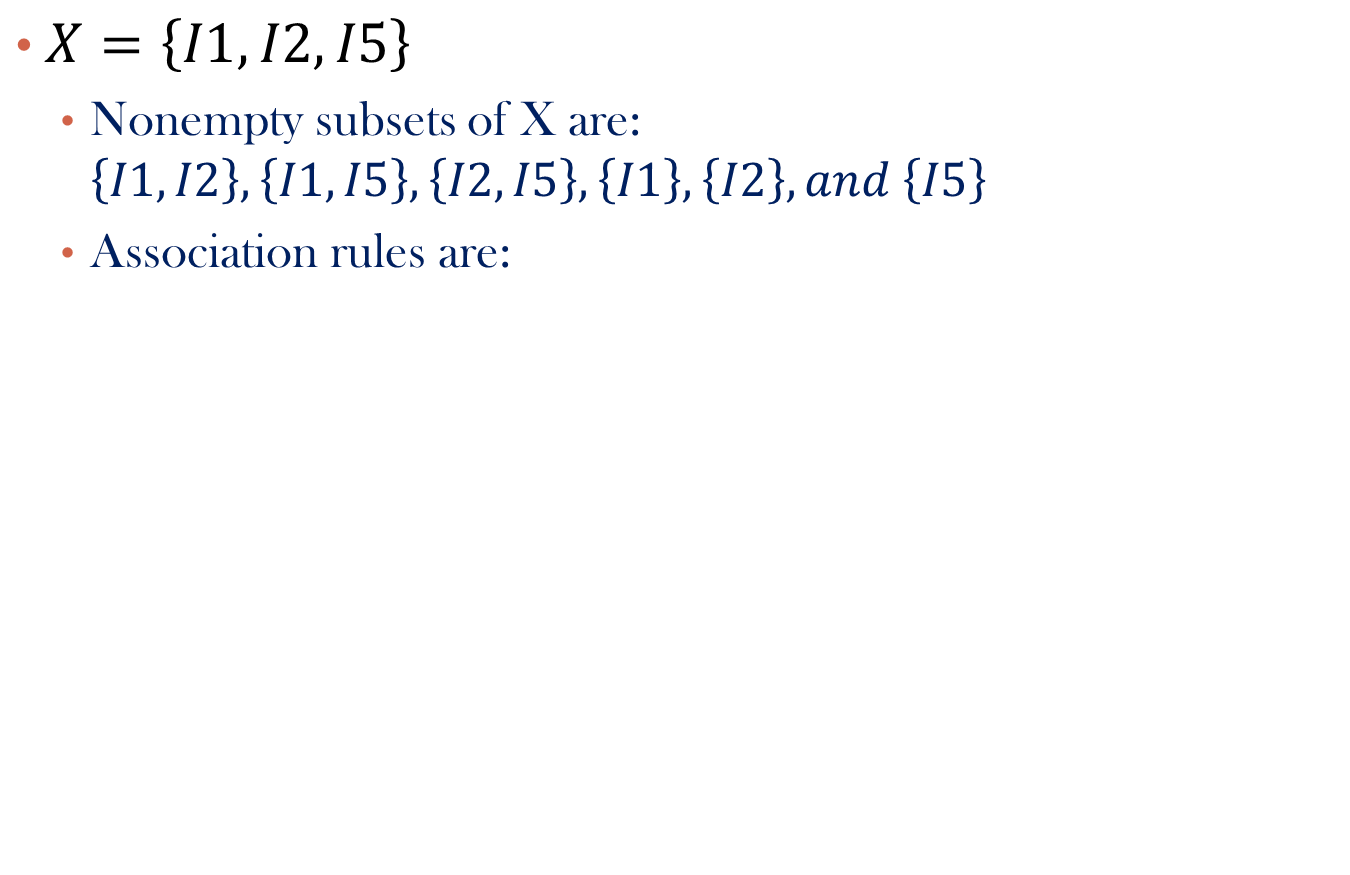 • X = {I1, I2, I5}
• Nonempty subsets of X are:
{I1, I2}, {I1, I5}, {I2, I5}, {I1}, {I2}, and {I5}
• Association rules are: